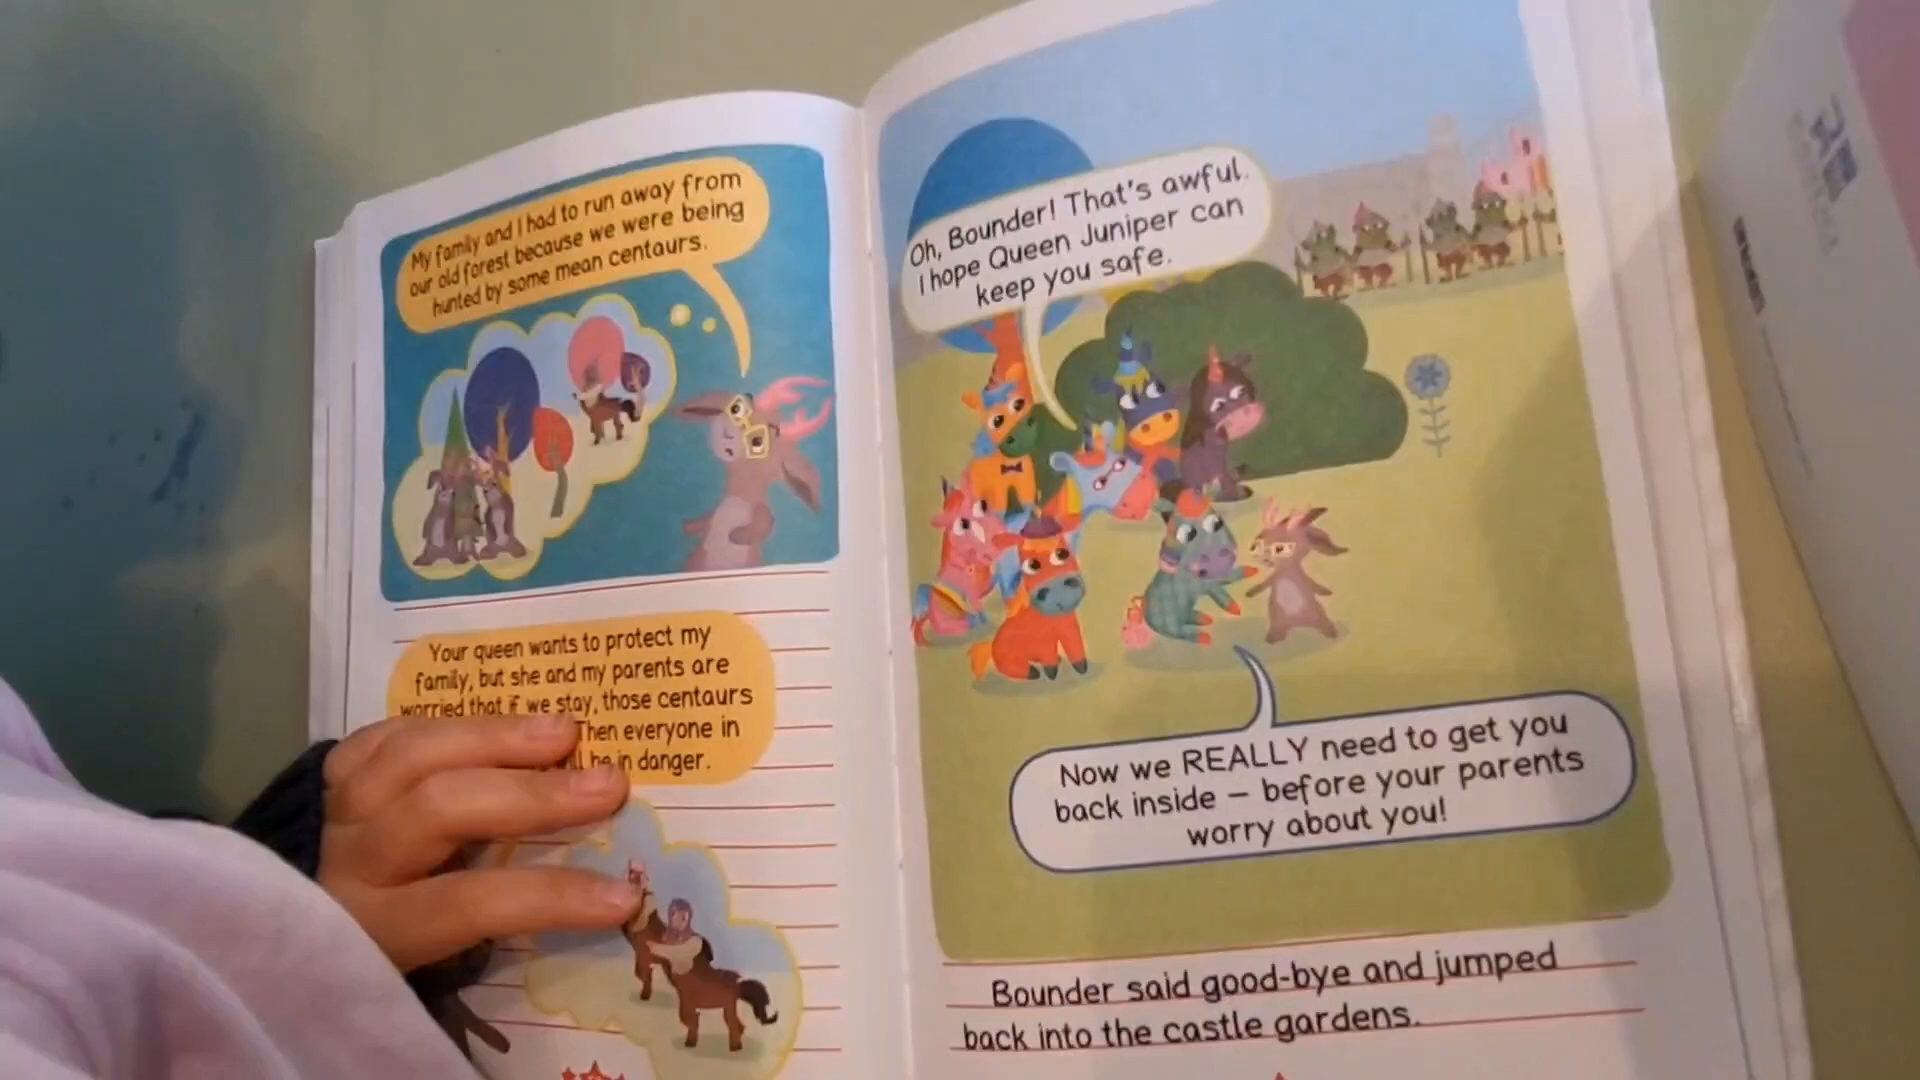 My family and I had to run away from
our old forest because we were being
hunted by some mean centaurs.
Your queen wants to protect my
family, but she and my parents are
worried that if we stay, those centaurs
Then everyone in
be in danger.
Oh, Bounder! That's awful.
I hope Queen Juniper can
keep you safe.
Now we REALLY need to get you
back inside – before your parents
worry about you!
Bounder said good-bye and jumped
back into the castle gardens.